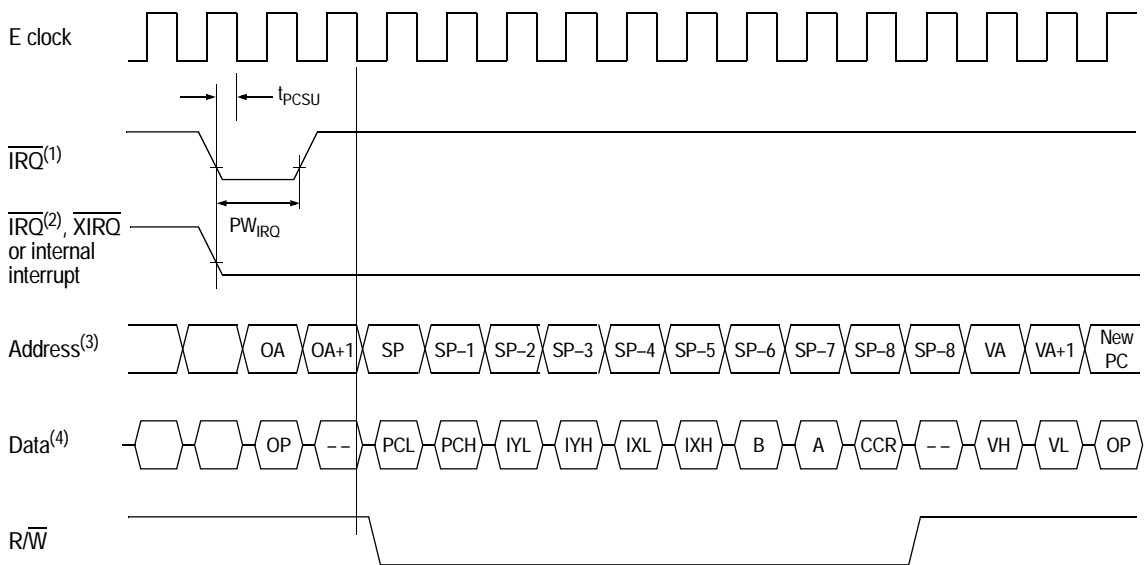 E clock
tPCSU
IRQ(1)
PWIRQ
IRQ(2), XIRQ
or internal
interrupt
Address(3) OA OA+1 SP SP–1 SP–2 SP–3 SP–4 SP–5 SP–6 SP–7 SP–8 SP–8 VA VA+1 New PC
Data(4) OP – – PCL PCH IYL IYH IXL IXH B A CCR – – VH VL OP
R/W